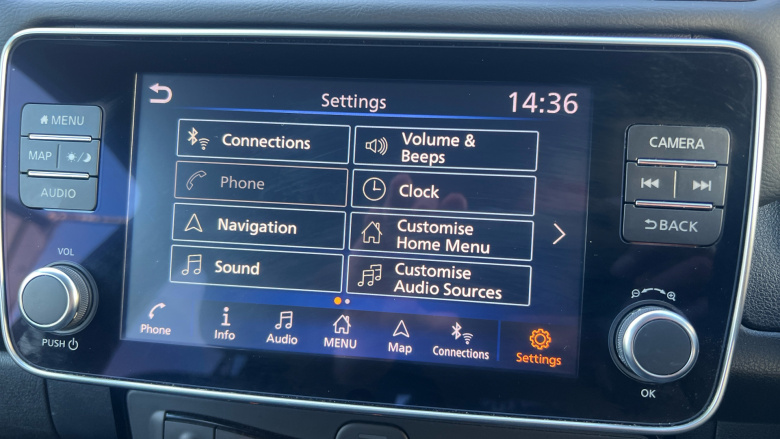 Settings
14:36
MENU
MAP
AUDIO
VOL
PUSH
Connections
Volume &
Beeps
Phone
Clock
Navigation
Customise
Home Menu
Sound
Customise
Audio Sources
Phone
Info
Audio
MENU
Map
Connections
Settings
CAMERA
BACK
OK